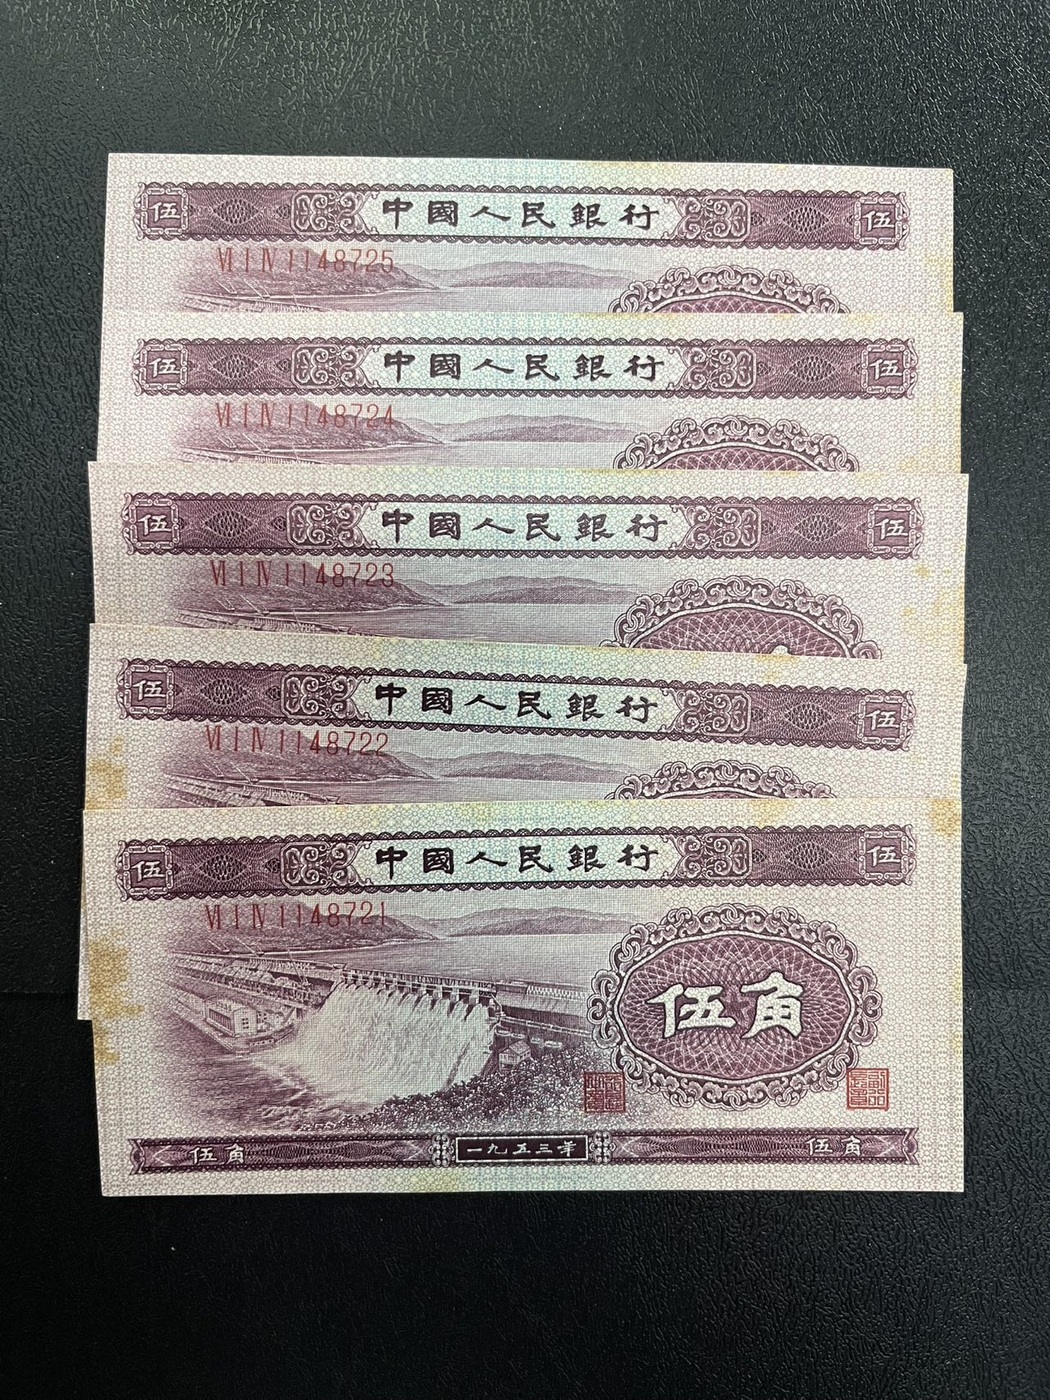 伍 中國人民銀行 伍
VI I IV 1148725
伍 中國人民銀行 伍
VI I IV 1148724
伍 中國人民銀行 伍
VI I IV 1148723
伍 中國人民銀行 伍
VI I IV 1148722
伍 中國人民銀行 伍
VI I IV 1148721
伍角
伍角 一九五三年 伍角